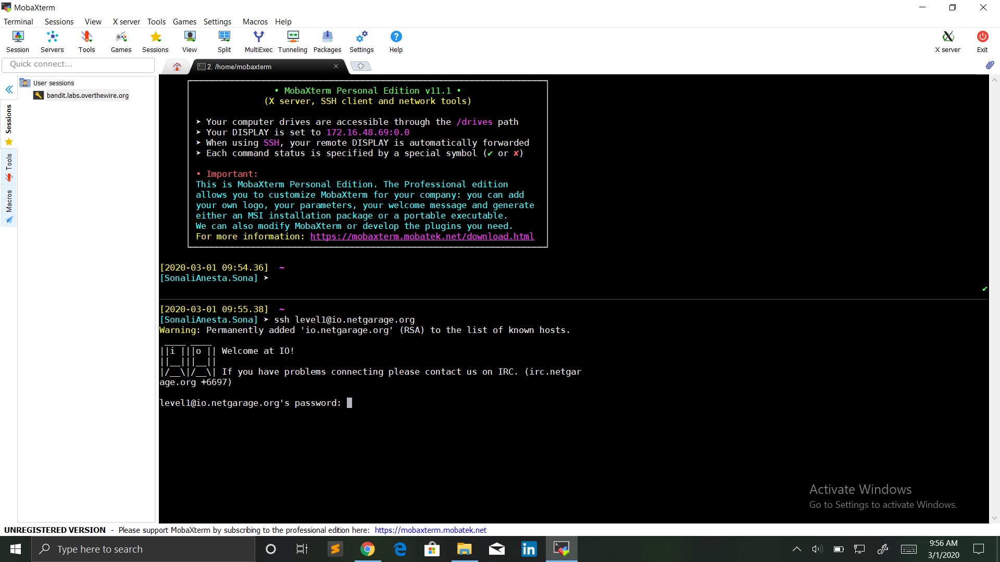 MobaXterm
Terminal Sessions View X server Tools Games Settings Macros Help
Session Servers Tools Games Sessions View Split MultiExec Tunneling Packages Settings Help X server Exit
Quick connect...
2. /home/mobaxterm
User sessions
bandit.labs.overthewire.org
Sessions
Tools
Macros
• MobaXterm Personal Edition v11.1 •
(X server, SSH client and network tools)
➤ Your computer drives are accessible through the /drives path
➤ Your DISPLAY is set to 172.16.48.69:0.0
➤ When using SSH, your remote DISPLAY is automatically forwarded
➤ Each command status is specified by a special symbol (✔ or ✘)
• Important:
This is MobaXterm Personal Edition. The Professional edition
allows you to customize MobaXterm for your company: you can add
your own logo, your parameters, your welcome message and generate
either an MSI installation package or a portable executable.
We can also modify MobaXterm or develop the plugins you need.
For more information: https://mobaxterm.mobatek.net/download.html
[2020-03-01 09:54.36] ~
[SonaliAnesta.Sona] ➤
✔
[2020-03-01 09:55.38] ~
[SonaliAnesta.Sona] ➤ ssh level1@io.netgarage.org
Warning: Permanently added 'io.netgarage.org' (RSA) to the list of known hosts.
 ____ ____
||i |||o || Welcome at IO!
||__|||__||
|/__\|/__\| If you have problems connecting please contact us on IRC. (irc.netgar
age.org +6697)
level1@io.netgarage.org's password:
Activate Windows
Go to Settings to activate Windows.
UNREGISTERED VERSION - Please support MobaXterm by subscribing to the professional edition here: https://mobaxterm.mobatek.net
Type here to search
9:56 AM
3/1/2020